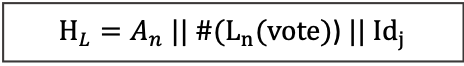 H_L = A_n || #(L_n(vote)) || Id_j